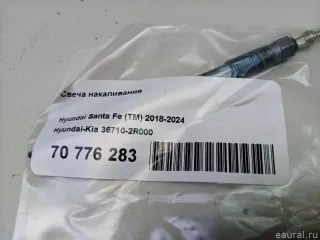 Свеча накаливания
Hyundai Santa Fe (TM) 2018-2024
Hyundai-Kia 36710-2R000
70 776 283
eaural.ru